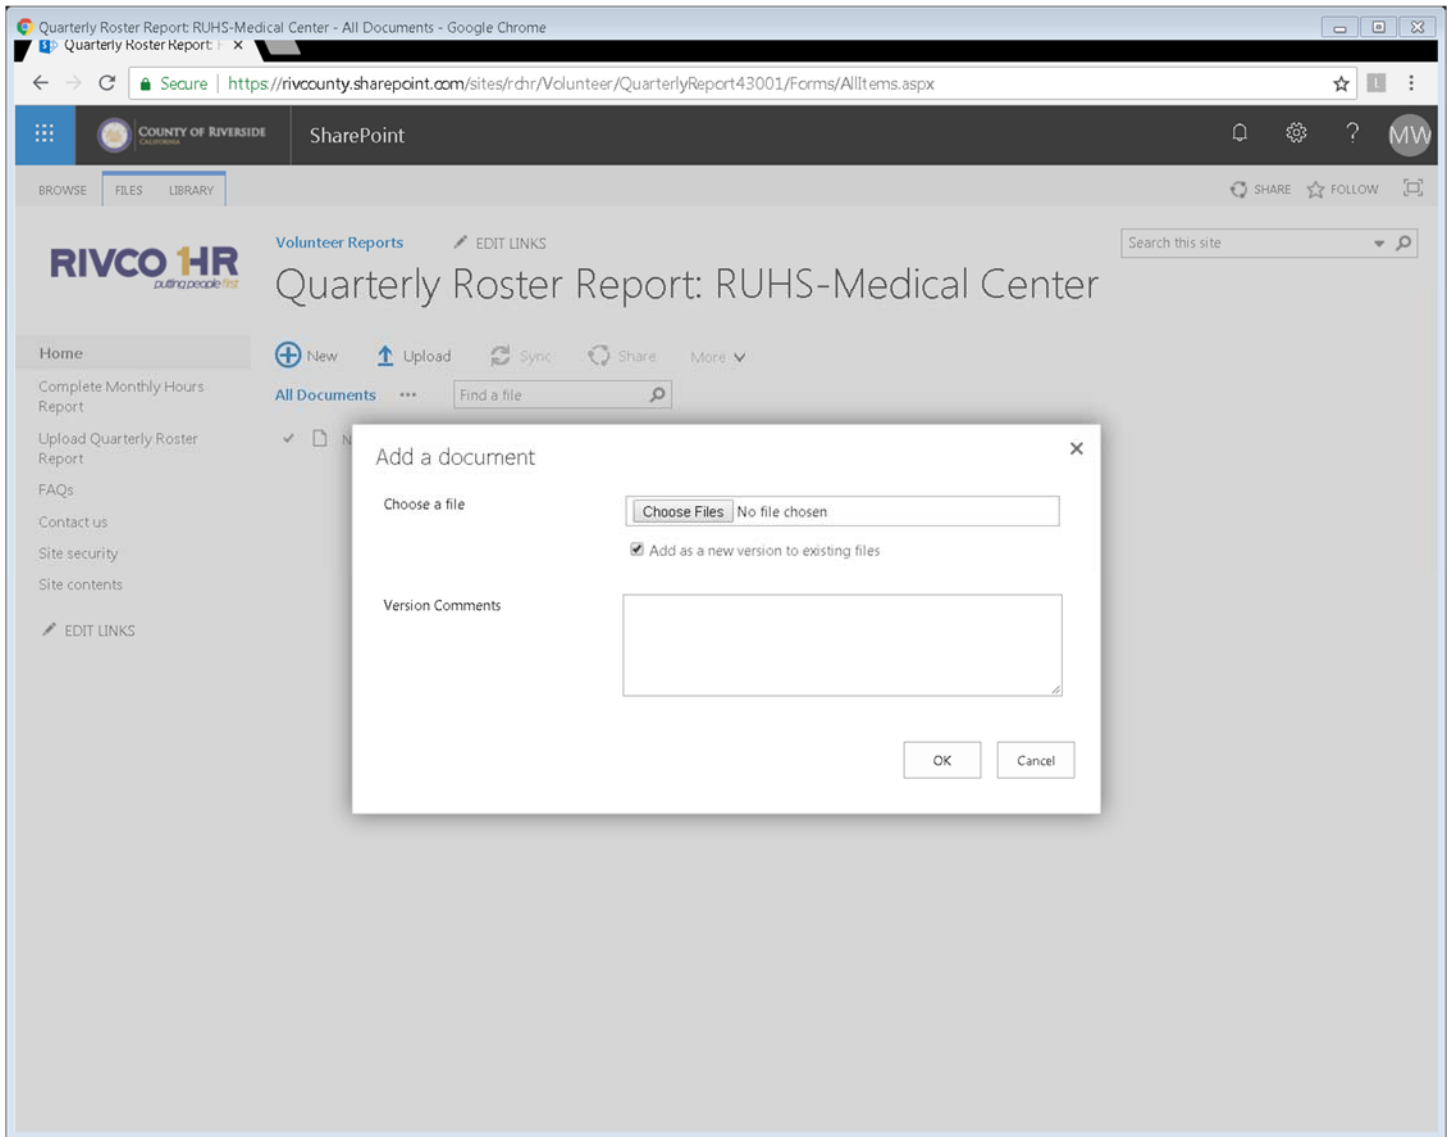 Quarterly Roster Report: RUHS-Medical Center - All Documents - Google Chrome
Quarterly Roster Report: R
Secure | https://rivcounty.sharepoint.com/sites/rchr/Volunteer/QuarterlyReport43001/Forms/AllItems.aspx
L
COUNTY OF RIVERSIDE
CALIFORNIA
SharePoint
?
MW
BROWSE FILES LIBRARY
SHARE FOLLOW
RIVCO 1HR
putting people first
Volunteer Reports EDIT LINKS
Search this site
Quarterly Roster Report: RUHS-Medical Center
Home
Complete Monthly Hours
Report
Upload Quarterly Roster
Report
FAQs
Contact us
Site security
Site contents
EDIT LINKS
New Upload Sync Share More
All Documents ••• Find a file
N
Add a document
Choose a file
Choose Files No file chosen
Add as a new version to existing files
Version Comments
OK Cancel